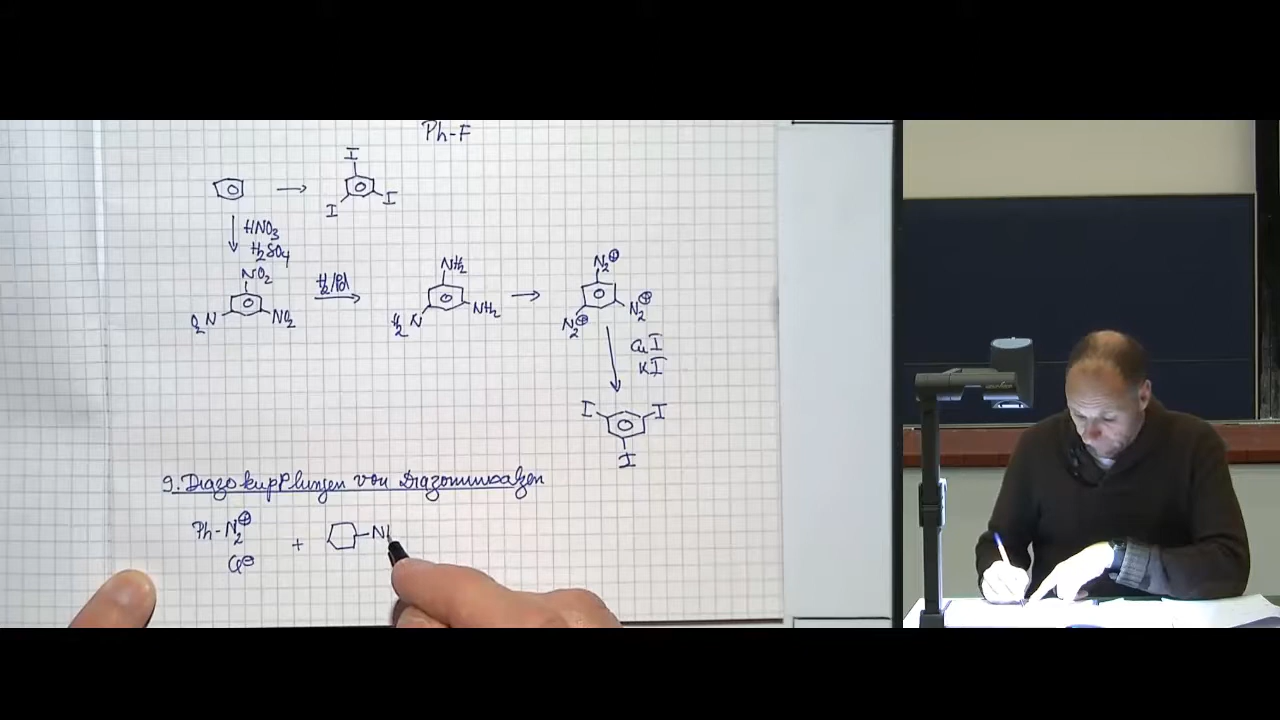 Ph-F
I
I
I
HNO3
H2SO4
NO2
O2N
NO2
H2/Pd
NH2
H2N
NH2
N2⊕
N2⊕
N2⊕
CuI
KI
I
I
I
9. Diazokupplungen von Diazoniumsalzen
Ph-N2⊕ + N
Cl⊖